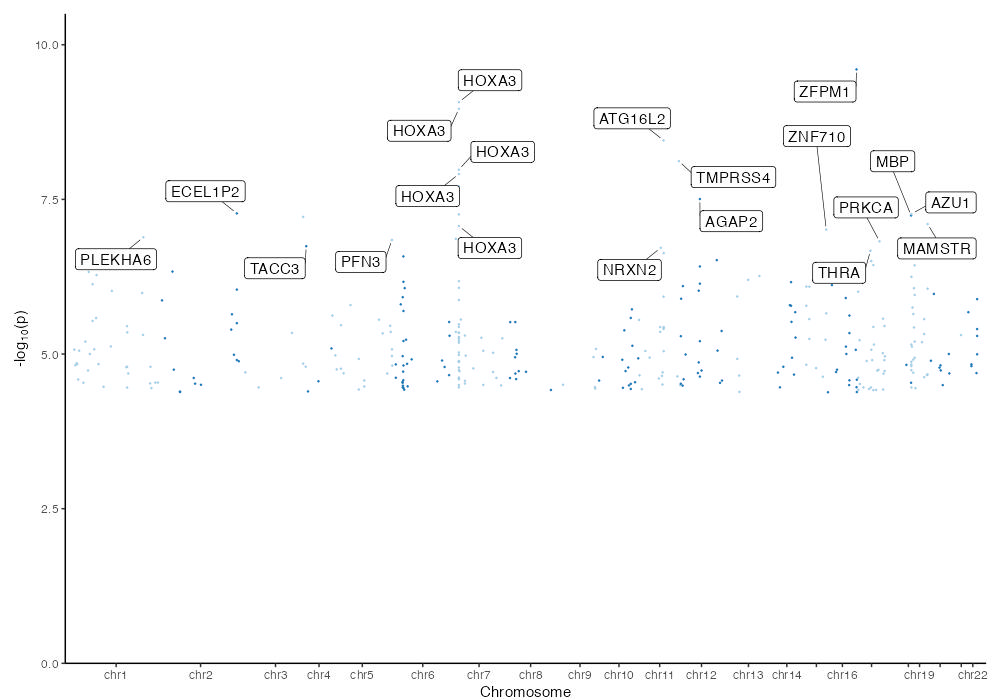 10.0
7.5
5.0
2.5
0.0
-log10(p)
HOXA3
ZFPM1
ATG16L2
HOXA3
ZNF710
HOXA3
MBP
TMPRSS4
ECEL1P2
HOXA3
AZU1
PRKCA
AGAP2
HOXA3
MAMSTR
PLEKHA6
PFN3
TACC3
NRXN2
THRA
chr1 chr2 chr3 chr4 chr5 chr6 chr7 chr8 chr9 chr10 chr11 chr12 chr13 chr14 chr16 chr19 chr22
Chromosome